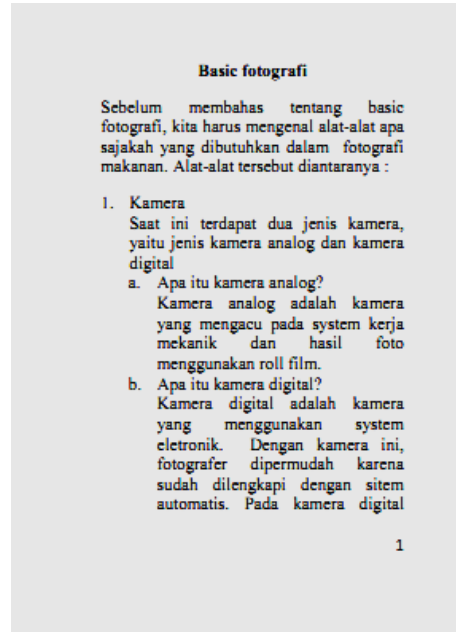 Basic fotografi
Sebelum membahas tentang basic
fotografi, kita harus mengenal alat-alat apa
sajakah yang dibutuhkan dalam fotografi
makanan. Alat-alat tersebut diantaranya :
1. Kamera
Saat ini terdapat dua jenis kamera,
yaitu jenis kamera analog dan kamera
digital
a. Apa itu kamera analog?
Kamera analog adalah kamera
yang mengacu pada system kerja
mekanik dan hasil foto
menggunakan roll film.
b. Apa itu kamera digital?
Kamera digital adalah kamera
yang menggunakan system
eletronik. Dengan kamera ini,
fotografer dipermudah karena
sudah dilengkapi dengan sitem
automatis. Pada kamera digital
1